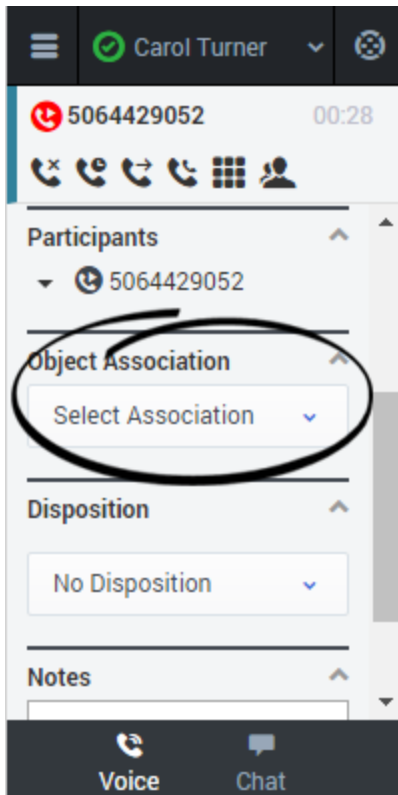 Carol Turner
5064429052 00:28
Participants
5064429052
Object Association
Select Association
Disposition
No Disposition
Notes
Voice Chat